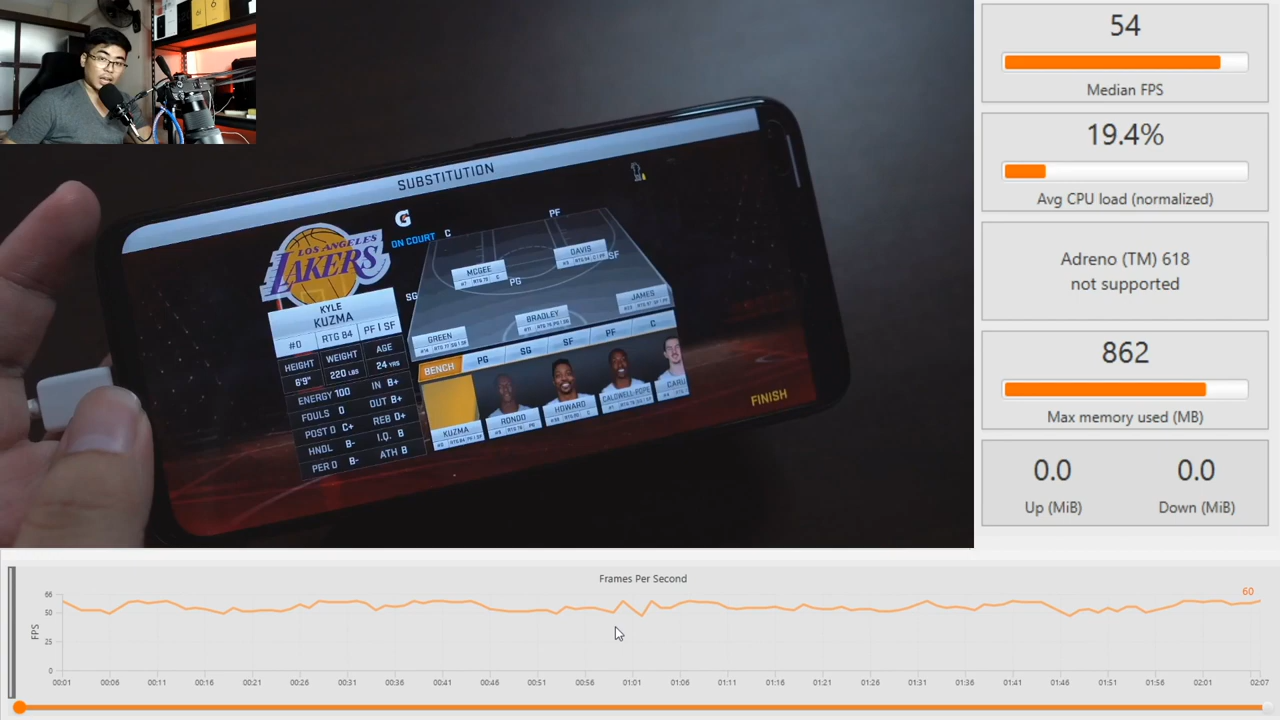 SUBSTITUTION
G
ON COURT
C
PF
SF
PG
SG
LOS ANGELES
LAKERS
KYLE
KUZMA
#0 RTG 84 PF | SF
HEIGHT WEIGHT AGE
6'9" 220 LBS 24 YRS
ENERGY 100 IN B+
FOULS 0 OUT B+
POST D C+ REB D+
HNDL B- I.Q. B
PER D B- ATH B
MCGEE
DAVIS
GREEN
BRADLEY
JAMES
BENCH PG SG SF PF C
KUZMA
RONDO
HOWARD
CALDWELL-POPE
CARU
FINISH
54
Median FPS
19.4%
Avg CPU load (normalized)
Adreno (TM) 618
not supported
862
Max memory used (MB)
0.0 0.0
Up (MiB) Down (MiB)
Frames Per Second
60
FPS
66
50
25
0
00:01 00:06 00:11 00:16 00:21 00:26 00:31 00:36 00:41 00:46 00:51 00:56 01:01 01:06 01:11 01:16 01:21 01:26 01:31 01:36 01:41 01:46 01:51 01:56 02:01 02:07